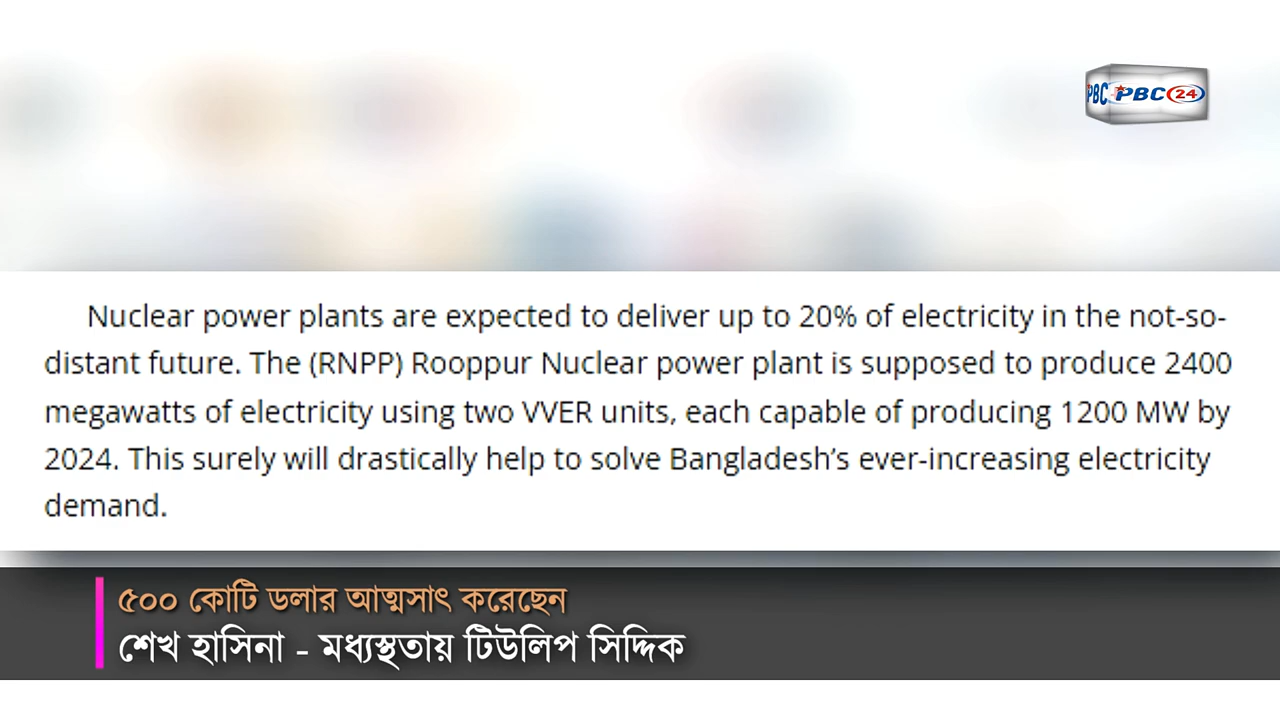 PBC PBC 24
Nuclear power plants are expected to deliver up to 20% of electricity in the not-so-
distant future. The (RNPP) Rooppur Nuclear power plant is supposed to produce 2400
megawatts of electricity using two VVER units, each capable of producing 1200 MW by
2024. This surely will drastically help to solve Bangladesh’s ever-increasing electricity
demand.
৫০০ কোটি ডলার আত্মসাৎ করেছেন
শেখ হাসিনা - মধ্যস্থতায় টিউলিপ সিদ্দিক